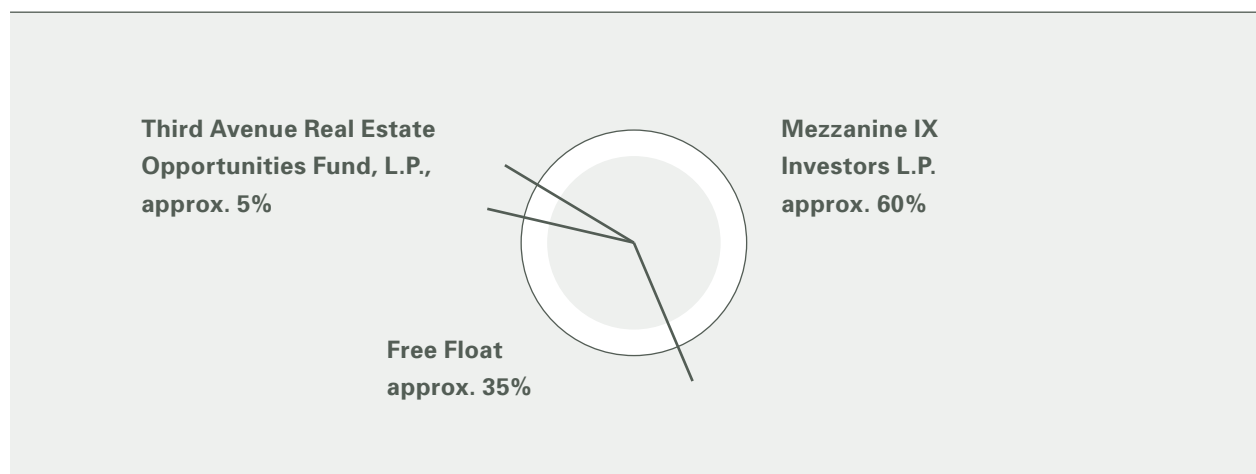 Third Avenue Real Estate
Opportunities Fund, L.P.,
approx. 5%
Mezzanine IX
Investors L.P.
approx. 60%
Free Float
approx. 35%